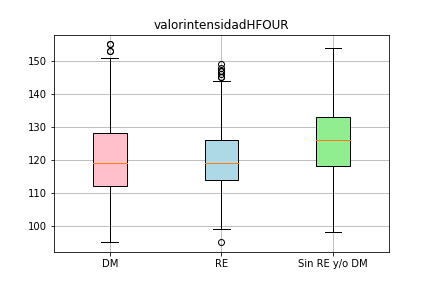 valorintensidadHFOUR
150
140
130
120
110
100
DM
RE
Sin RE y/o DM